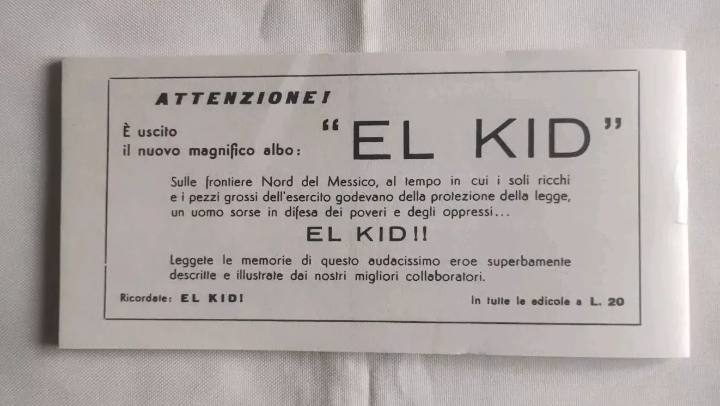 ATTENZIONE!
È uscito
il nuovo magnifico albo:
"EL KID"
Sulle frontiere Nord del Messico, al tempo in cui i soli ricchi
e i pezzi grossi dell'esercito godevano della protezione della legge,
un uomo sorse in difesa dei poveri e degli oppressi...
EL KID!!
Leggete le memorie di questo audacissimo eroe superbamente
descritte e illustrate dai nostri migliori collaboratori.
Ricordate: EL KID!
In tutte le edicole a L. 20